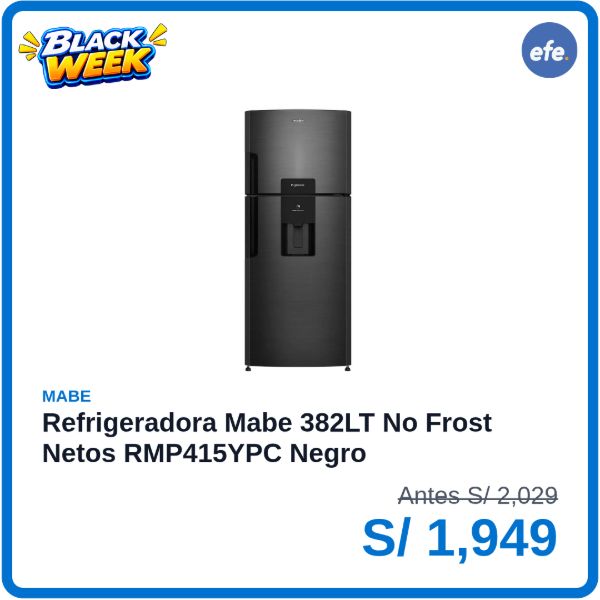 BLACK
WEEK
efe.
MABE
Refrigeradora Mabe 382LT No Frost
Netos RMP415YPC Negro
Antes S/ 2,029
S/ 1,949